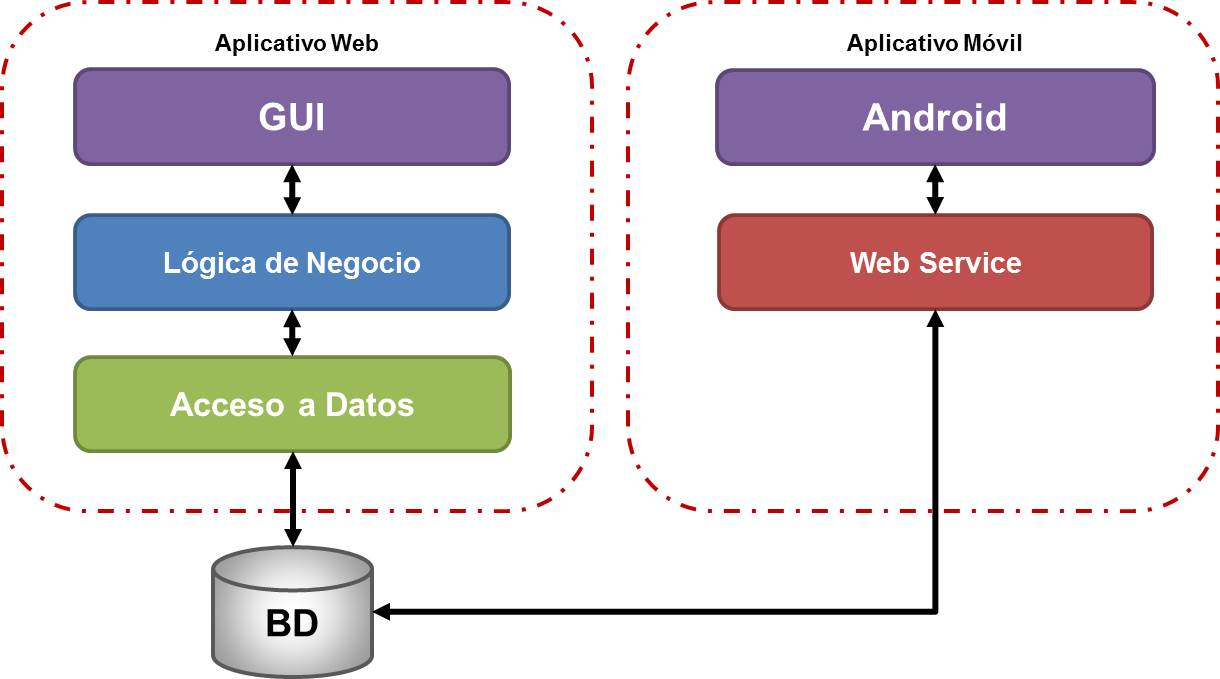 Aplicativo Web
GUI
Lógica de Negocio
Acceso a Datos
BD
Aplicativo Móvil
Android
Web Service